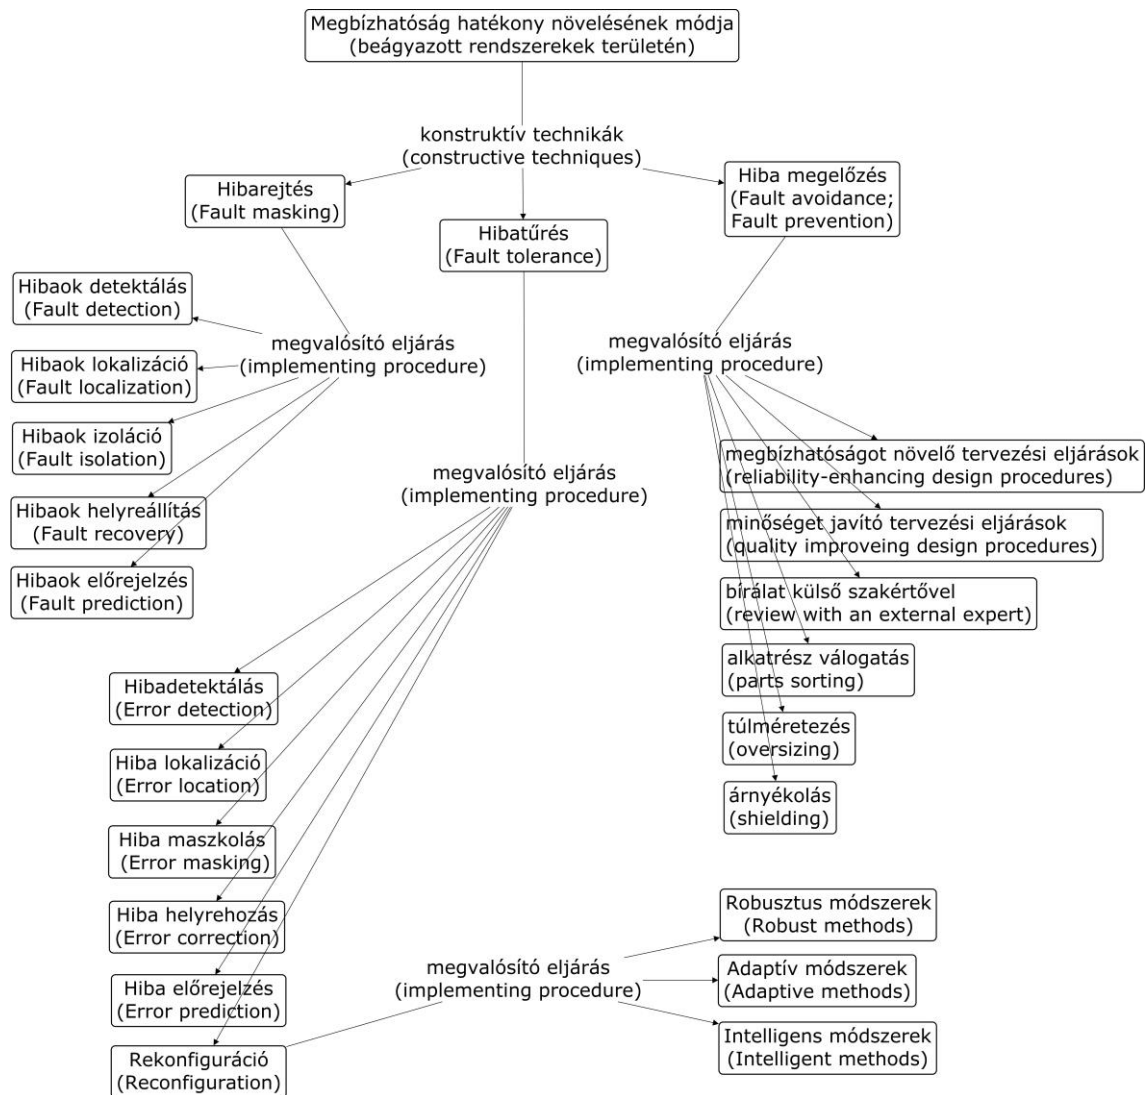 Megbízhatóság hatékony növelésének módja
(beágyazott rendszerekek területén)
konstruktív technikák
(constructive techniques)
Hibarejtés
(Fault masking)
Hibatűrés
(Fault tolerance)
Hiba megelőzés
(Fault avoidance;
Fault prevention)
Hibaok detektálás
(Fault detection)
Hibaok lokalizáció
(Fault localization)
Hibaok izoláció
(Fault isolation)
Hibaok helyreállítás
(Fault recovery)
Hibaok előrejelzés
(Fault prediction)
megvalósító eljárás
(implementing procedure)
megvalósító eljárás
(implementing procedure)
megvalósító eljárás
(implementing procedure)
megbízhatóságot növelő tervezési eljárások
(reliability-enhancing design procedures)
minőséget javító tervezési eljárások
(quality improveing design procedures)
bírálat külső szakértővel
(review with an external expert)
alkatrész válogatás
(parts sorting)
túlméretezés
(oversizing)
árnyékolás
(shielding)
Hibadetektálás
(Error detection)
Hiba lokalizáció
(Error location)
Hiba maszkolás
(Error masking)
Hiba helyrehozás
(Error correction)
Hiba előrejelzés
(Error prediction)
Rekonfiguráció
(Reconfiguration)
megvalósító eljárás
(implementing procedure)
Robusztus módszerek
(Robust methods)
Adaptív módszerek
(Adaptive methods)
Intelligens módszerek
(Intelligent methods)